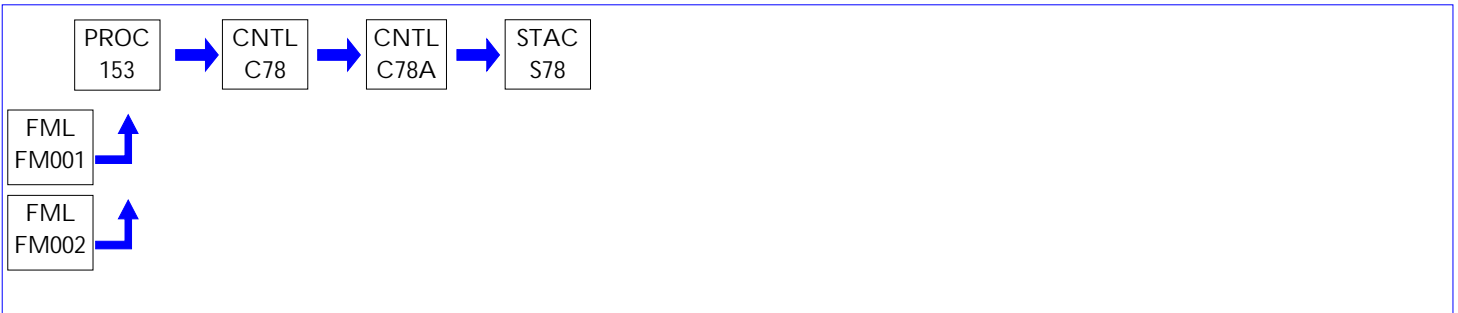 PROC
153
CNTL
C78
CNTL
C78A
STAC
S78
FML
FM001
FML
FM002